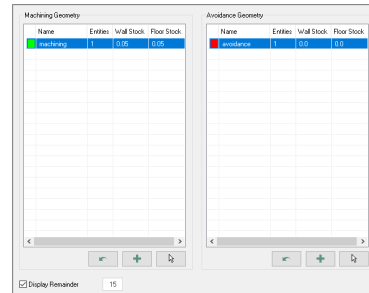 Machining Geometry
Name Entities Wall Stock Floor Stock
machining 1 0.05 0.05
Avoidance Geometry
Name Entities Wall Stock Floor Stock
avoidance 1 0.0 0.0
Display Remainder 15